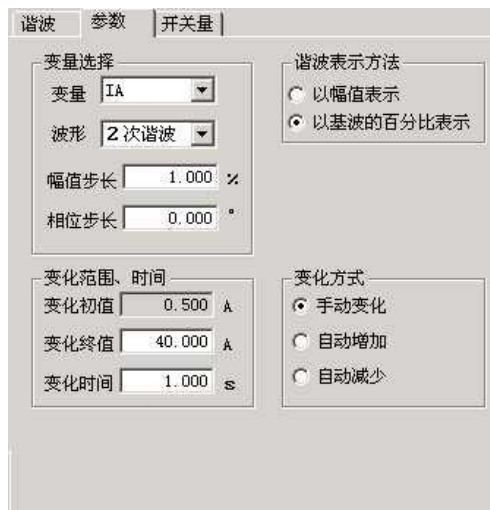 谐波 参数 开关量
变量选择
变量 IA
波形 2次谐波
幅值步长 1.000 %
相位步长 0.000 °
谐波表示方法
以幅值表示
以基波的百分比表示
变化范围、时间
变化初值 0.500 A
变化终值 40.000 A
变化时间 1.000 s
变化方式
手动变化
自动增加
自动减少